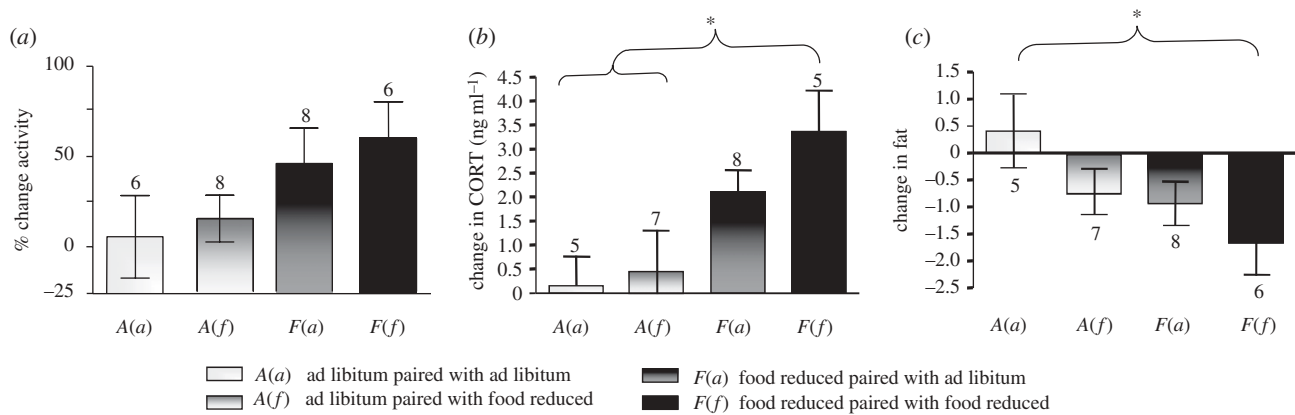 (a)
% change activity
100
50
0
–25
6
8
8
6
A(a)
A(f)
F(a)
F(f)
(b)
*
change in CORT (ng ml⁻¹)
4.5
4.0
3.5
3.0
2.5
2.0
1.5
1.0
0.5
0
5
7
8
5
A(a)
A(f)
F(a)
F(f)
(c)
*
change in fat
1.5
1.0
0.5
0
–0.5
–1.0
–1.5
–2.0
–2.5
5
7
8
6
A(a)
A(f)
F(a)
F(f)
A(a) ad libitum paired with ad libitum
A(f) ad libitum paired with food reduced
F(a) food reduced paired with ad libitum
F(f) food reduced paired with food reduced